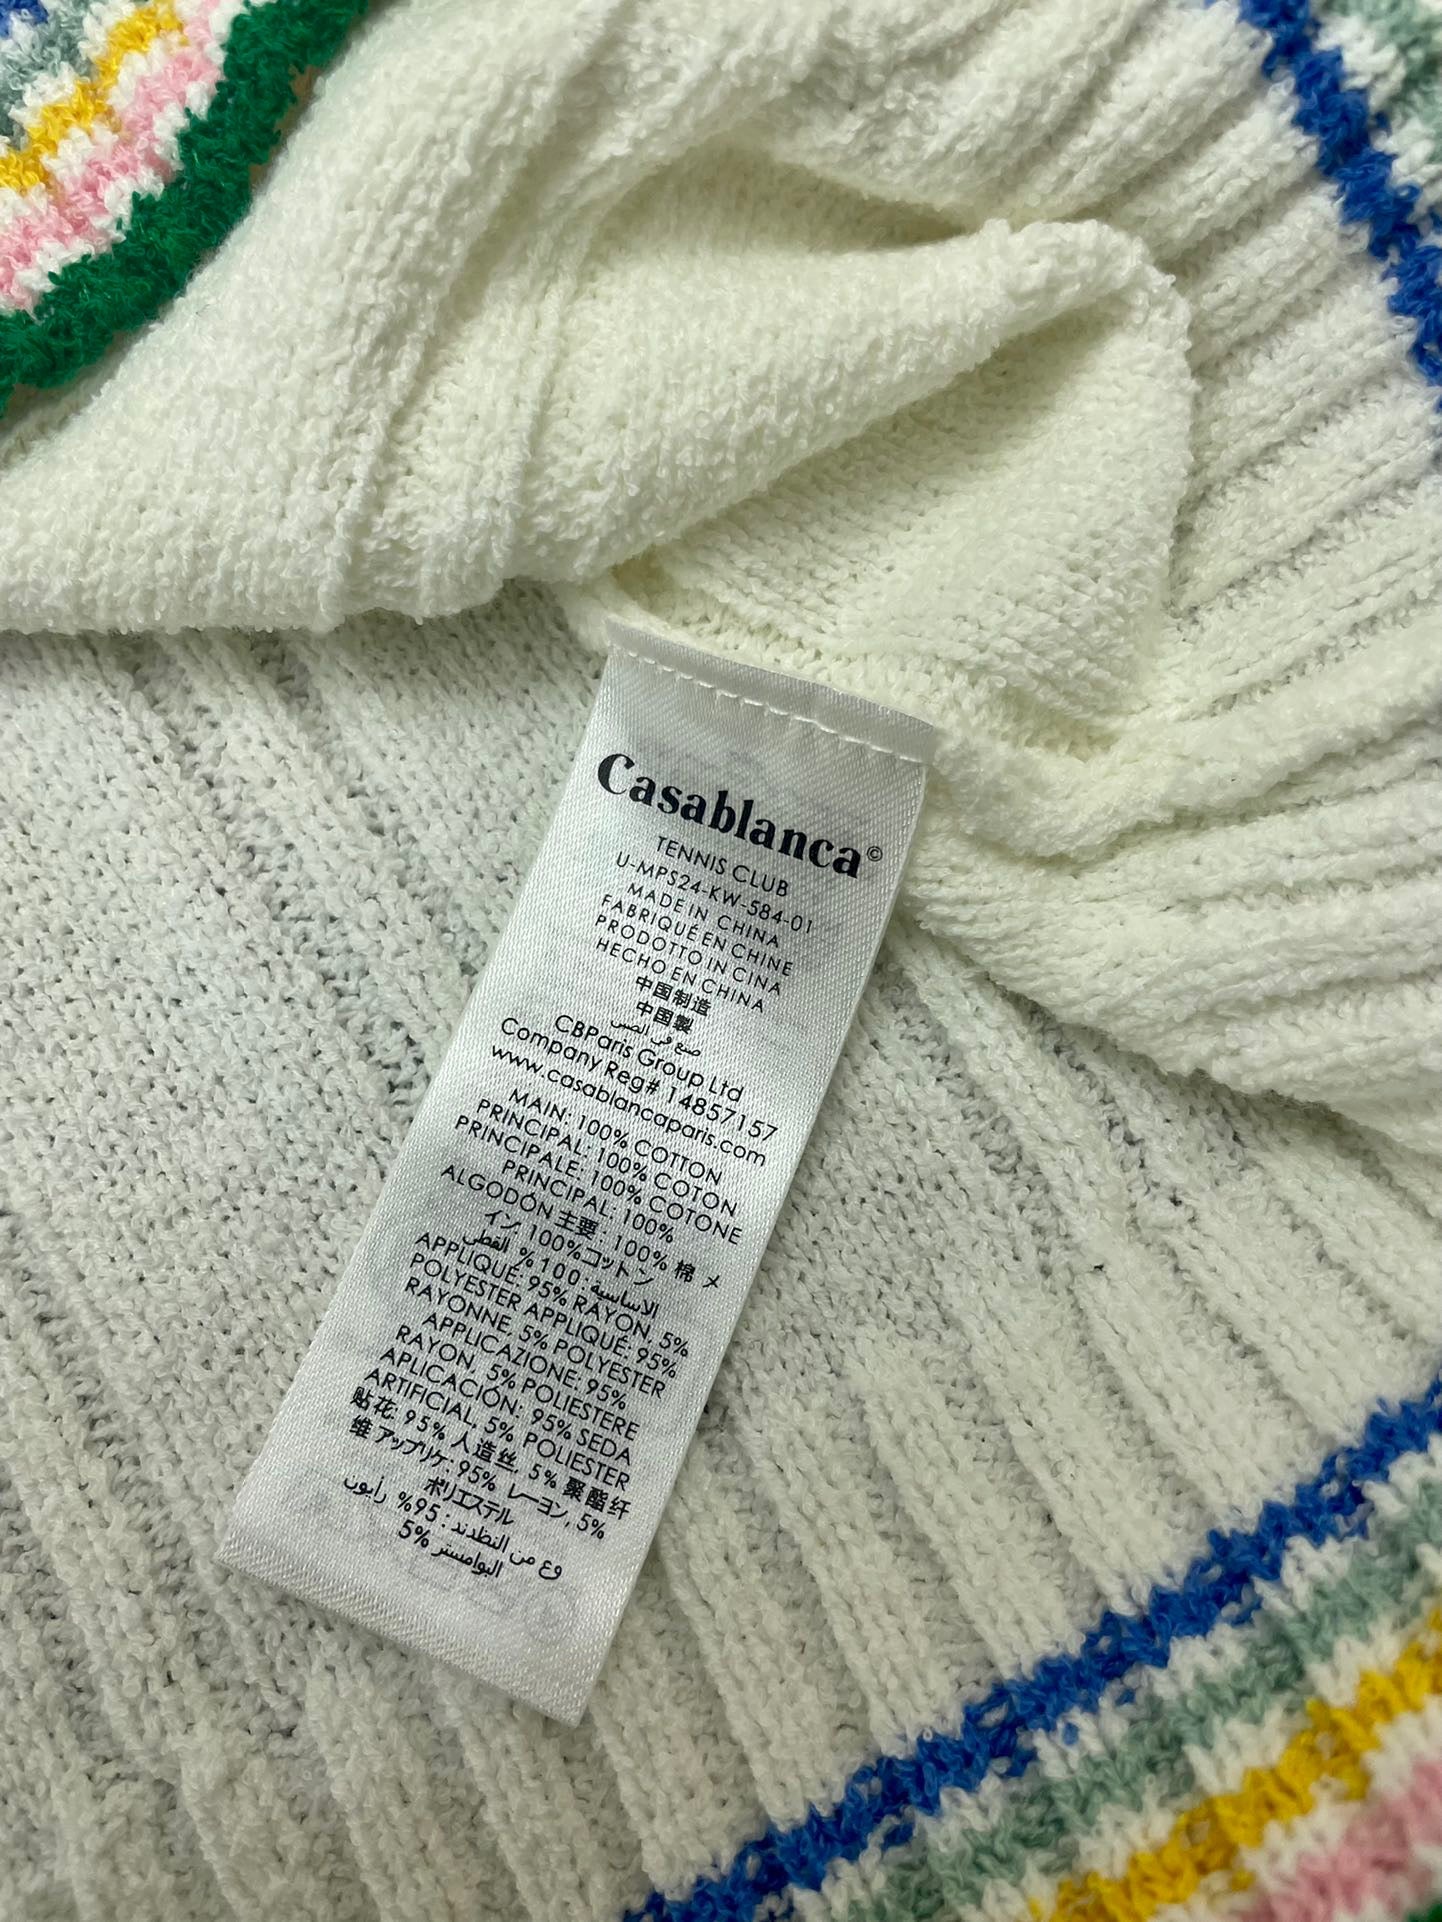 Casablanca©
TENNIS CLUB
U-MPS24-KW-584-01
MADE IN CHINA
FABRIQUÉ EN CHINE
PRODOTTO IN CINA
HECHO EN CHINA
中国制造
中国製
صنع في الصين
CBParis Group Ltd
Company Reg# 14857157
www.casablancaparis.com
MAIN: 100% COTTON
PRINCIPAL: 100% COTON
PRINCIPALE: 100% COTONE
PRINCIPAL: 100%
ALGODÓN 主要: 100% 棉 メ
イン: 100%コットン
الاساسية: 100 % القطن
APPLIQUÉ: 95% RAYON, 5%
POLYESTER APPLIQUÉ: 95%
RAYONNE, 5% POLYESTER
APPLICAZIONE: 95%
RAYON, 5% POLIESTERE
APLICACIÓN: 95% SEDA
ARTIFICIAL, 5% POLIESTER
贴花: 95% 人造丝, 5% 聚酯纤
维 アップリケ: 95% レーヨン, 5%
ポリエステル
وع من النظدند: 95% رأيون
5% البوامستر